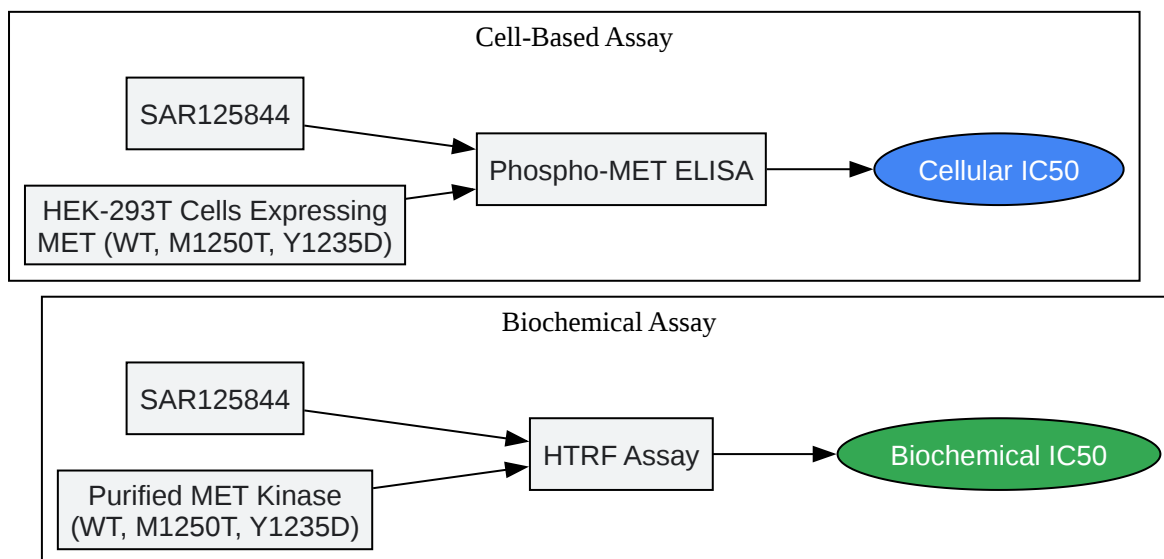 Cell-Based Assay
SAR125844
HEK-293T Cells Expressing
MET (WT, M1250T, Y1235D)
Phospho-MET ELISA
Cellular IC50
Biochemical Assay
SAR125844
Purified MET Kinase
(WT, M1250T, Y1235D)
HTRF Assay
Biochemical IC50